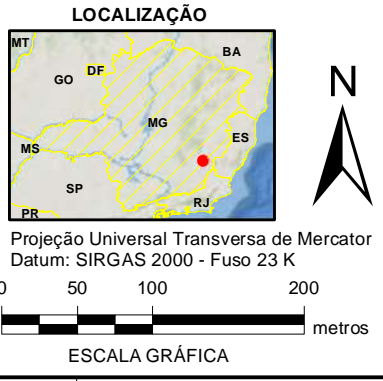 LOCALIZAÇÃO
MT
BA
DF
GO
MG
ES
MS
SP
RJ
PR
N
Projeção Universal Transversa de Mercator
Datum: SIRGAS 2000 - Fuso 23 K
0 50 100 200
metros
ESCALA GRÁFICA